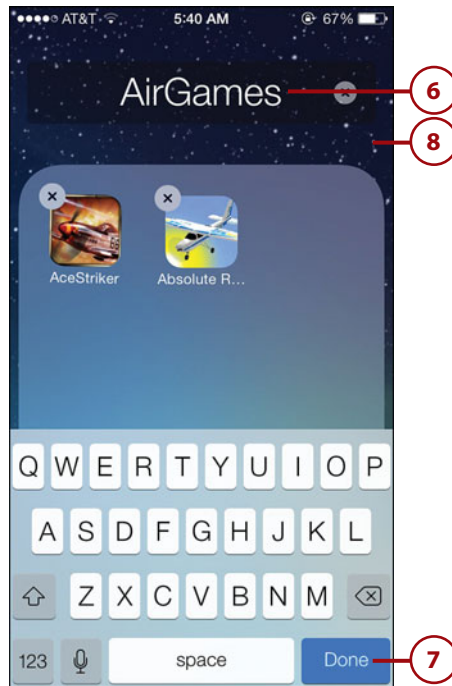 AT&T 5:40 AM 67%
AirGames 6
8
AceStriker Absolute R...
Q W E R T Y U I O P
A S D F G H J K L
Z X C V B N M
123 space Done 7